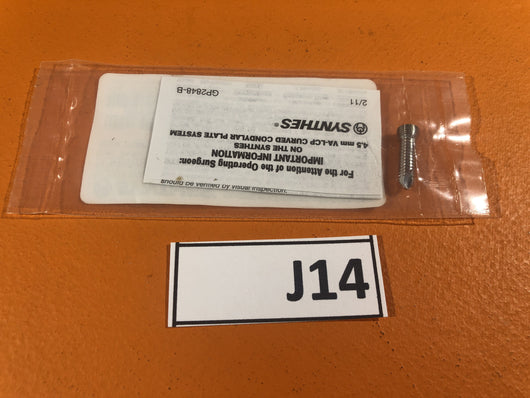 For the Attention of the Operating Surgeon:
IMPORTANT INFORMATION
ON THE SYNTHES
4.5 mm VA-LCP CURVED CONDYLAR PLATE SYSTEM
SYNTHES®
GP2848-B
2/11
be verified by visual inspection.
J14